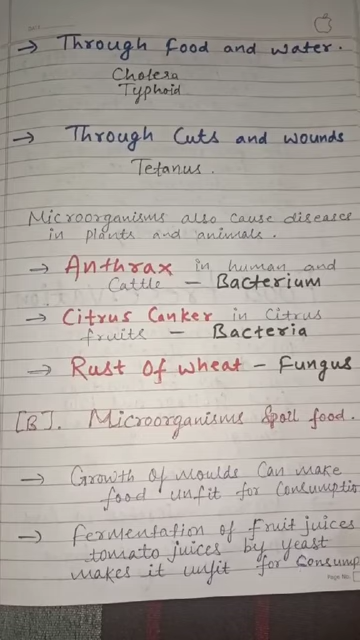 → Through food and water.
Cholera
Typhoid
→ Through Cuts and wounds
Tetanus.
Microorganisms also cause diseases
in plants and animals.
→ Anthrax in human and
Cattle – Bacterium
→ Citrus Canker in Citrus
fruits – Bacteria
→ Rust Of wheat – Fungus
[B]. Microorganisms Spoil food.
→ Growth Of moulds Can make
food unfit for Consumptio
→ Fermentation of Fruit juices
tomato juices by yeast
makes it unfit for Consump
Page No.